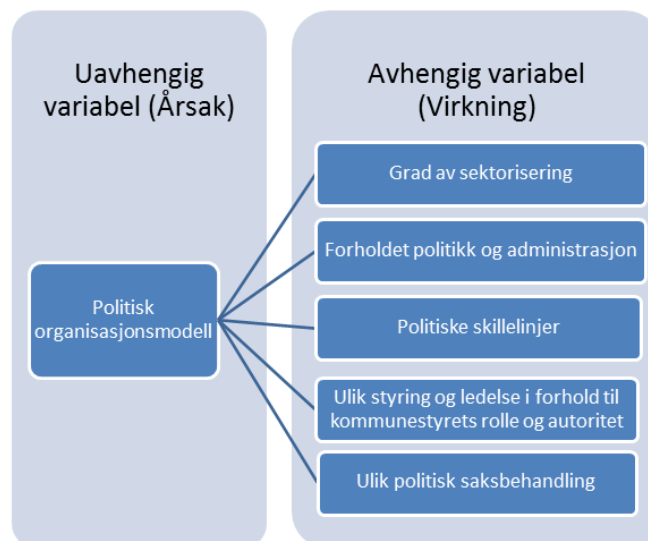 Uavhengig
variabel (Årsak)
Politisk
organisasjonsmodell
Avhengig variabel
(Virkning)
Grad av sektorisering
Forholdet politikk og administrasjon
Politiske skillelinjer
Ulik styring og ledelse i forhold til
kommunestyrets rolle og autoritet
Ulik politisk saksbehandling